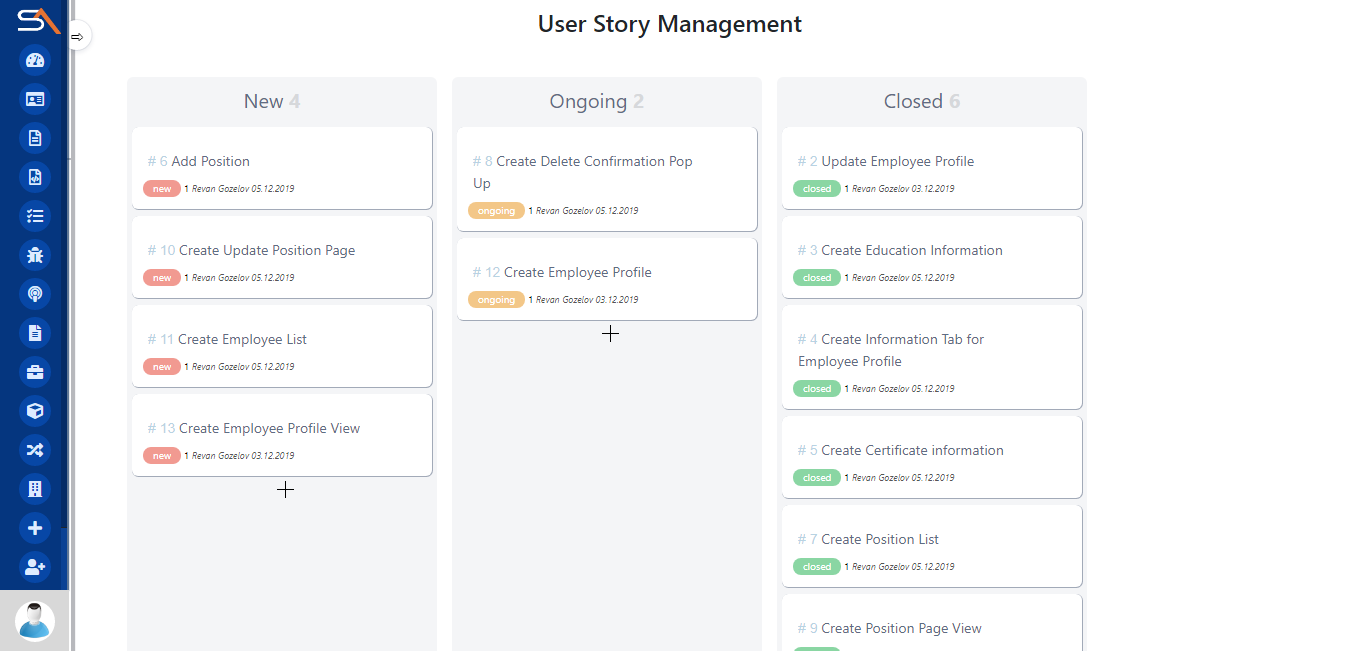 User Story Management
New 4
# 6 Add Position
new 1 Revan Gozelov 05.12.2019
# 10 Create Update Position Page
new 1 Revan Gozelov 05.12.2019
# 11 Create Employee List
new 1 Revan Gozelov 05.12.2019
# 13 Create Employee Profile View
new 1 Revan Gozelov 03.12.2019
Ongoing 2
# 8 Create Delete Confirmation Pop
Up
ongoing 1 Revan Gozelov 05.12.2019
# 12 Create Employee Profile
ongoing 1 Revan Gozelov 03.12.2019
Closed 6
# 2 Update Employee Profile
closed 1 Revan Gozelov 03.12.2019
# 3 Create Education Information
closed 1 Revan Gozelov 05.12.2019
# 4 Create Information Tab for
Employee Profile
closed 1 Revan Gozelov 05.12.2019
# 5 Create Certificate information
closed 1 Revan Gozelov 05.12.2019
# 7 Create Position List
closed 1 Revan Gozelov 05.12.2019
# 9 Create Position Page View